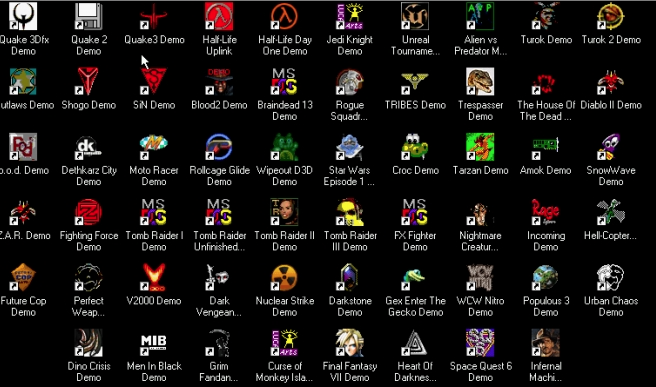 Quake 3Dfx Demo
Quake 2 Demo
Quake3 Demo
Half-Life Uplink
Half-Life Day One Demo
Jedi Knight Demo
Unreal Tourname...
Alien vs Predator M...
Turok Demo
Turok 2 Demo
utlaws Demo
Shogo Demo
SiN Demo
Blood2 Demo
Braindead 13 Demo
Rogue Squadr...
TRIBES Demo
Trespasser Demo
The House Of The Dead ...
Diablo II Demo
o.o.d. Demo
Dethkarz City Demo
Moto Racer Demo
Rollcage Glide Demo
Wipeout D3D Demo
Star Wars Episode 1 ...
Croc Demo
Tarzan Demo
Amok Demo
SnowWave Demo
Z.A.R. Demo
Fighting Force Demo
Tomb Raider I Demo
Tomb Raider Unfinished...
Tomb Raider II Demo
Tomb Raider III Demo
FX Fighter Demo
Nightmare Creatur...
Incoming Demo
Hell-Copter...
Future Cop Demo
Perfect Weap...
V2000 Demo
Dark Vengean...
Nuclear Strike Demo
Darkstone Demo
Gex Enter The Gecko Demo
WCW Nitro Demo
Populous 3 Demo
Urban Chaos Demo
Dino Crisis Demo
Men In Black Demo
Grim Fandan...
Curse of Monkey Isla...
Final Fantasy VII Demo
Heart Of Darknes...
Space Quest 6 Demo
Infernal Machi...